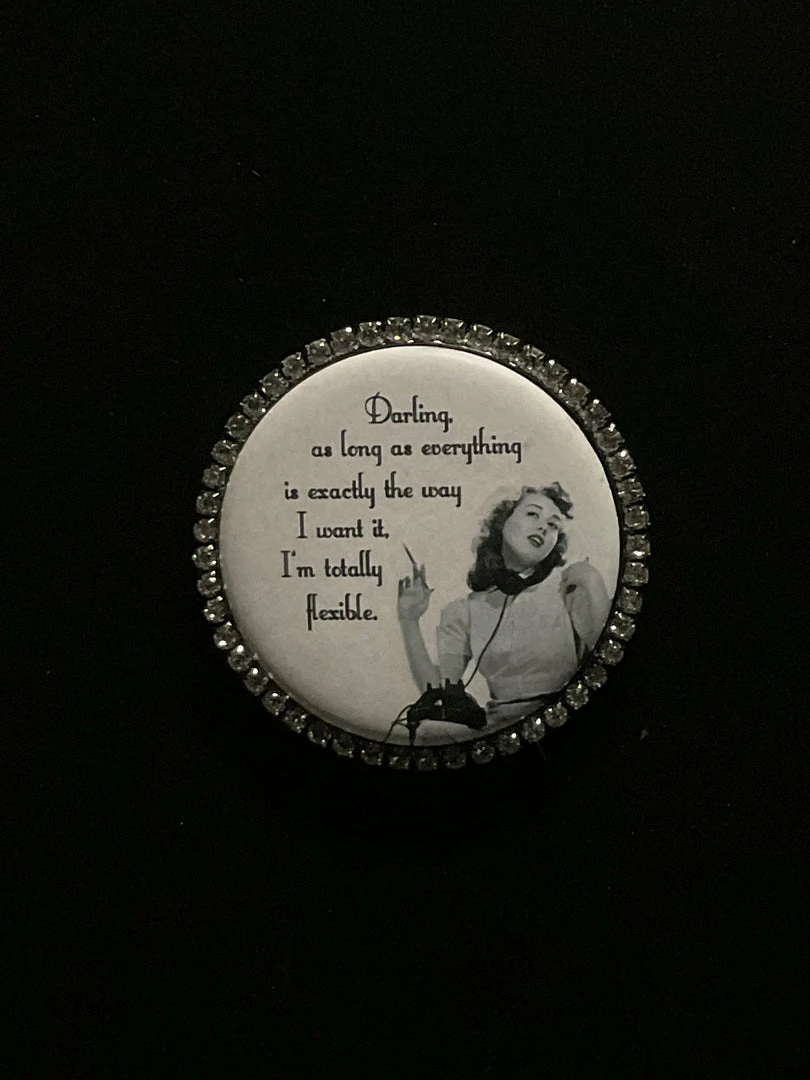 Darling,
as long as everything
is exactly the way
I want it,
I'm totally
flexible.